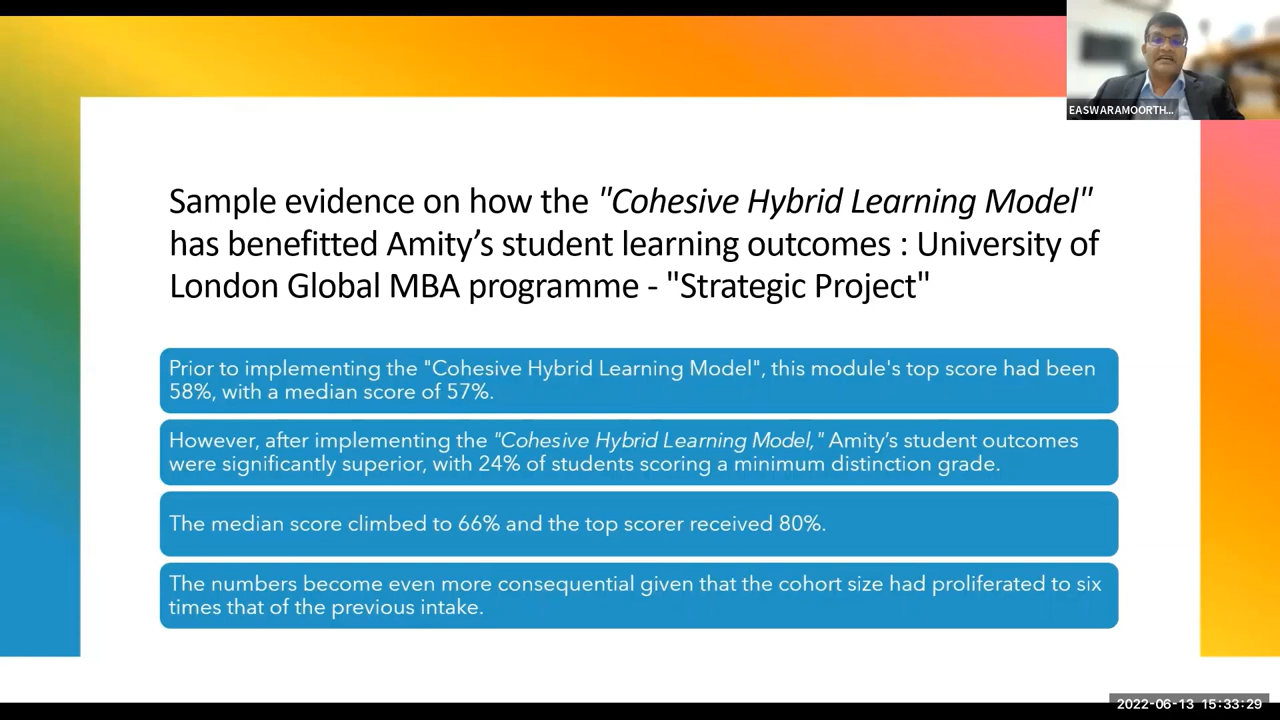 EASWARAMOORTH...
Sample evidence on how the "Cohesive Hybrid Learning Model"
has benefitted Amity’s student learning outcomes : University of
London Global MBA programme - "Strategic Project"
Prior to implementing the "Cohesive Hybrid Learning Model", this module's top score had been
58%, with a median score of 57%.
However, after implementing the "Cohesive Hybrid Learning Model," Amity’s student outcomes
were significantly superior, with 24% of students scoring a minimum distinction grade.
The median score climbed to 66% and the top scorer received 80%.
The numbers become even more consequential given that the cohort size had proliferated to six
times that of the previous intake.
2022-06-13 15:33:29